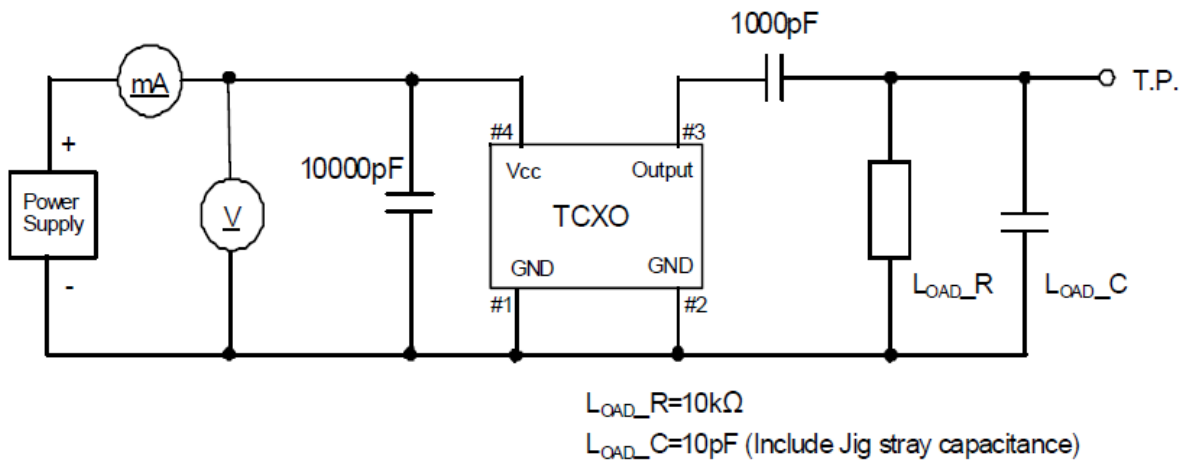 1000pF
mA
T.P.
#4
#3
+
10000pF
Vcc
Output
Power
Supply
V
TCXO
-
GND
GND
#1
#2
LOAD_R
LOAD_C
LOAD_R=10kΩ
LOAD_C=10pF (Include Jig stray capacitance)